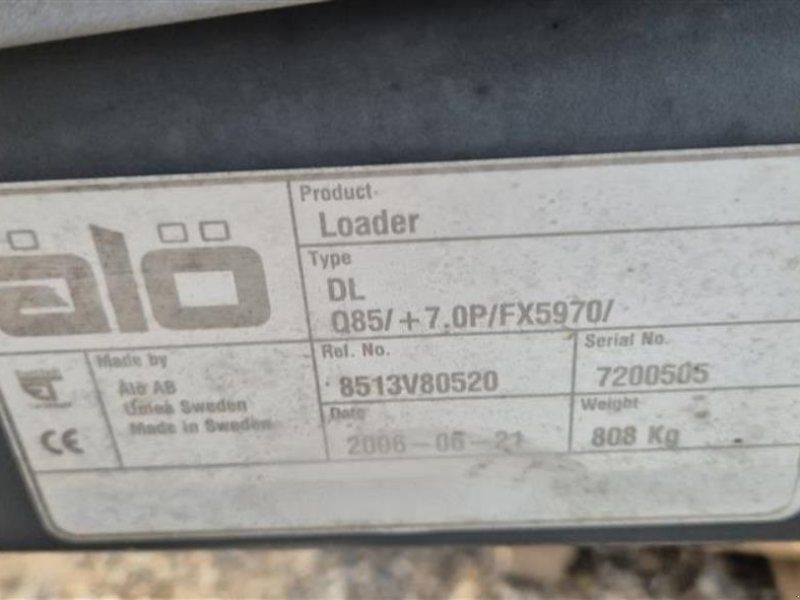 ålö
Product
Loader
Type
DL
Q85/+7.0P/FX5970/
Made by
Alö AB
Umeå Sweden
Made in Sweden
Ref. No.
8513V80520
Serial No.
7200505
CE
Date
2006-06-21
Weight
808 Kg